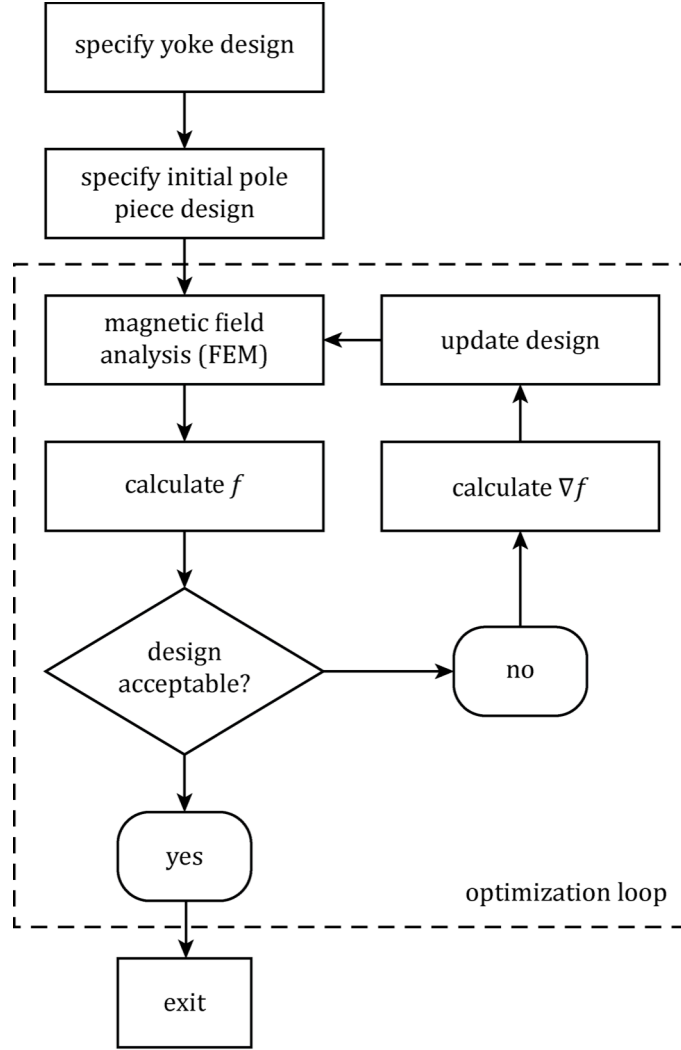 specify yoke design
specify initial pole
piece design
magnetic field
analysis (FEM)
update design
calculate f
calculate ∇f
design
acceptable?
no
yes
optimization loop
exit